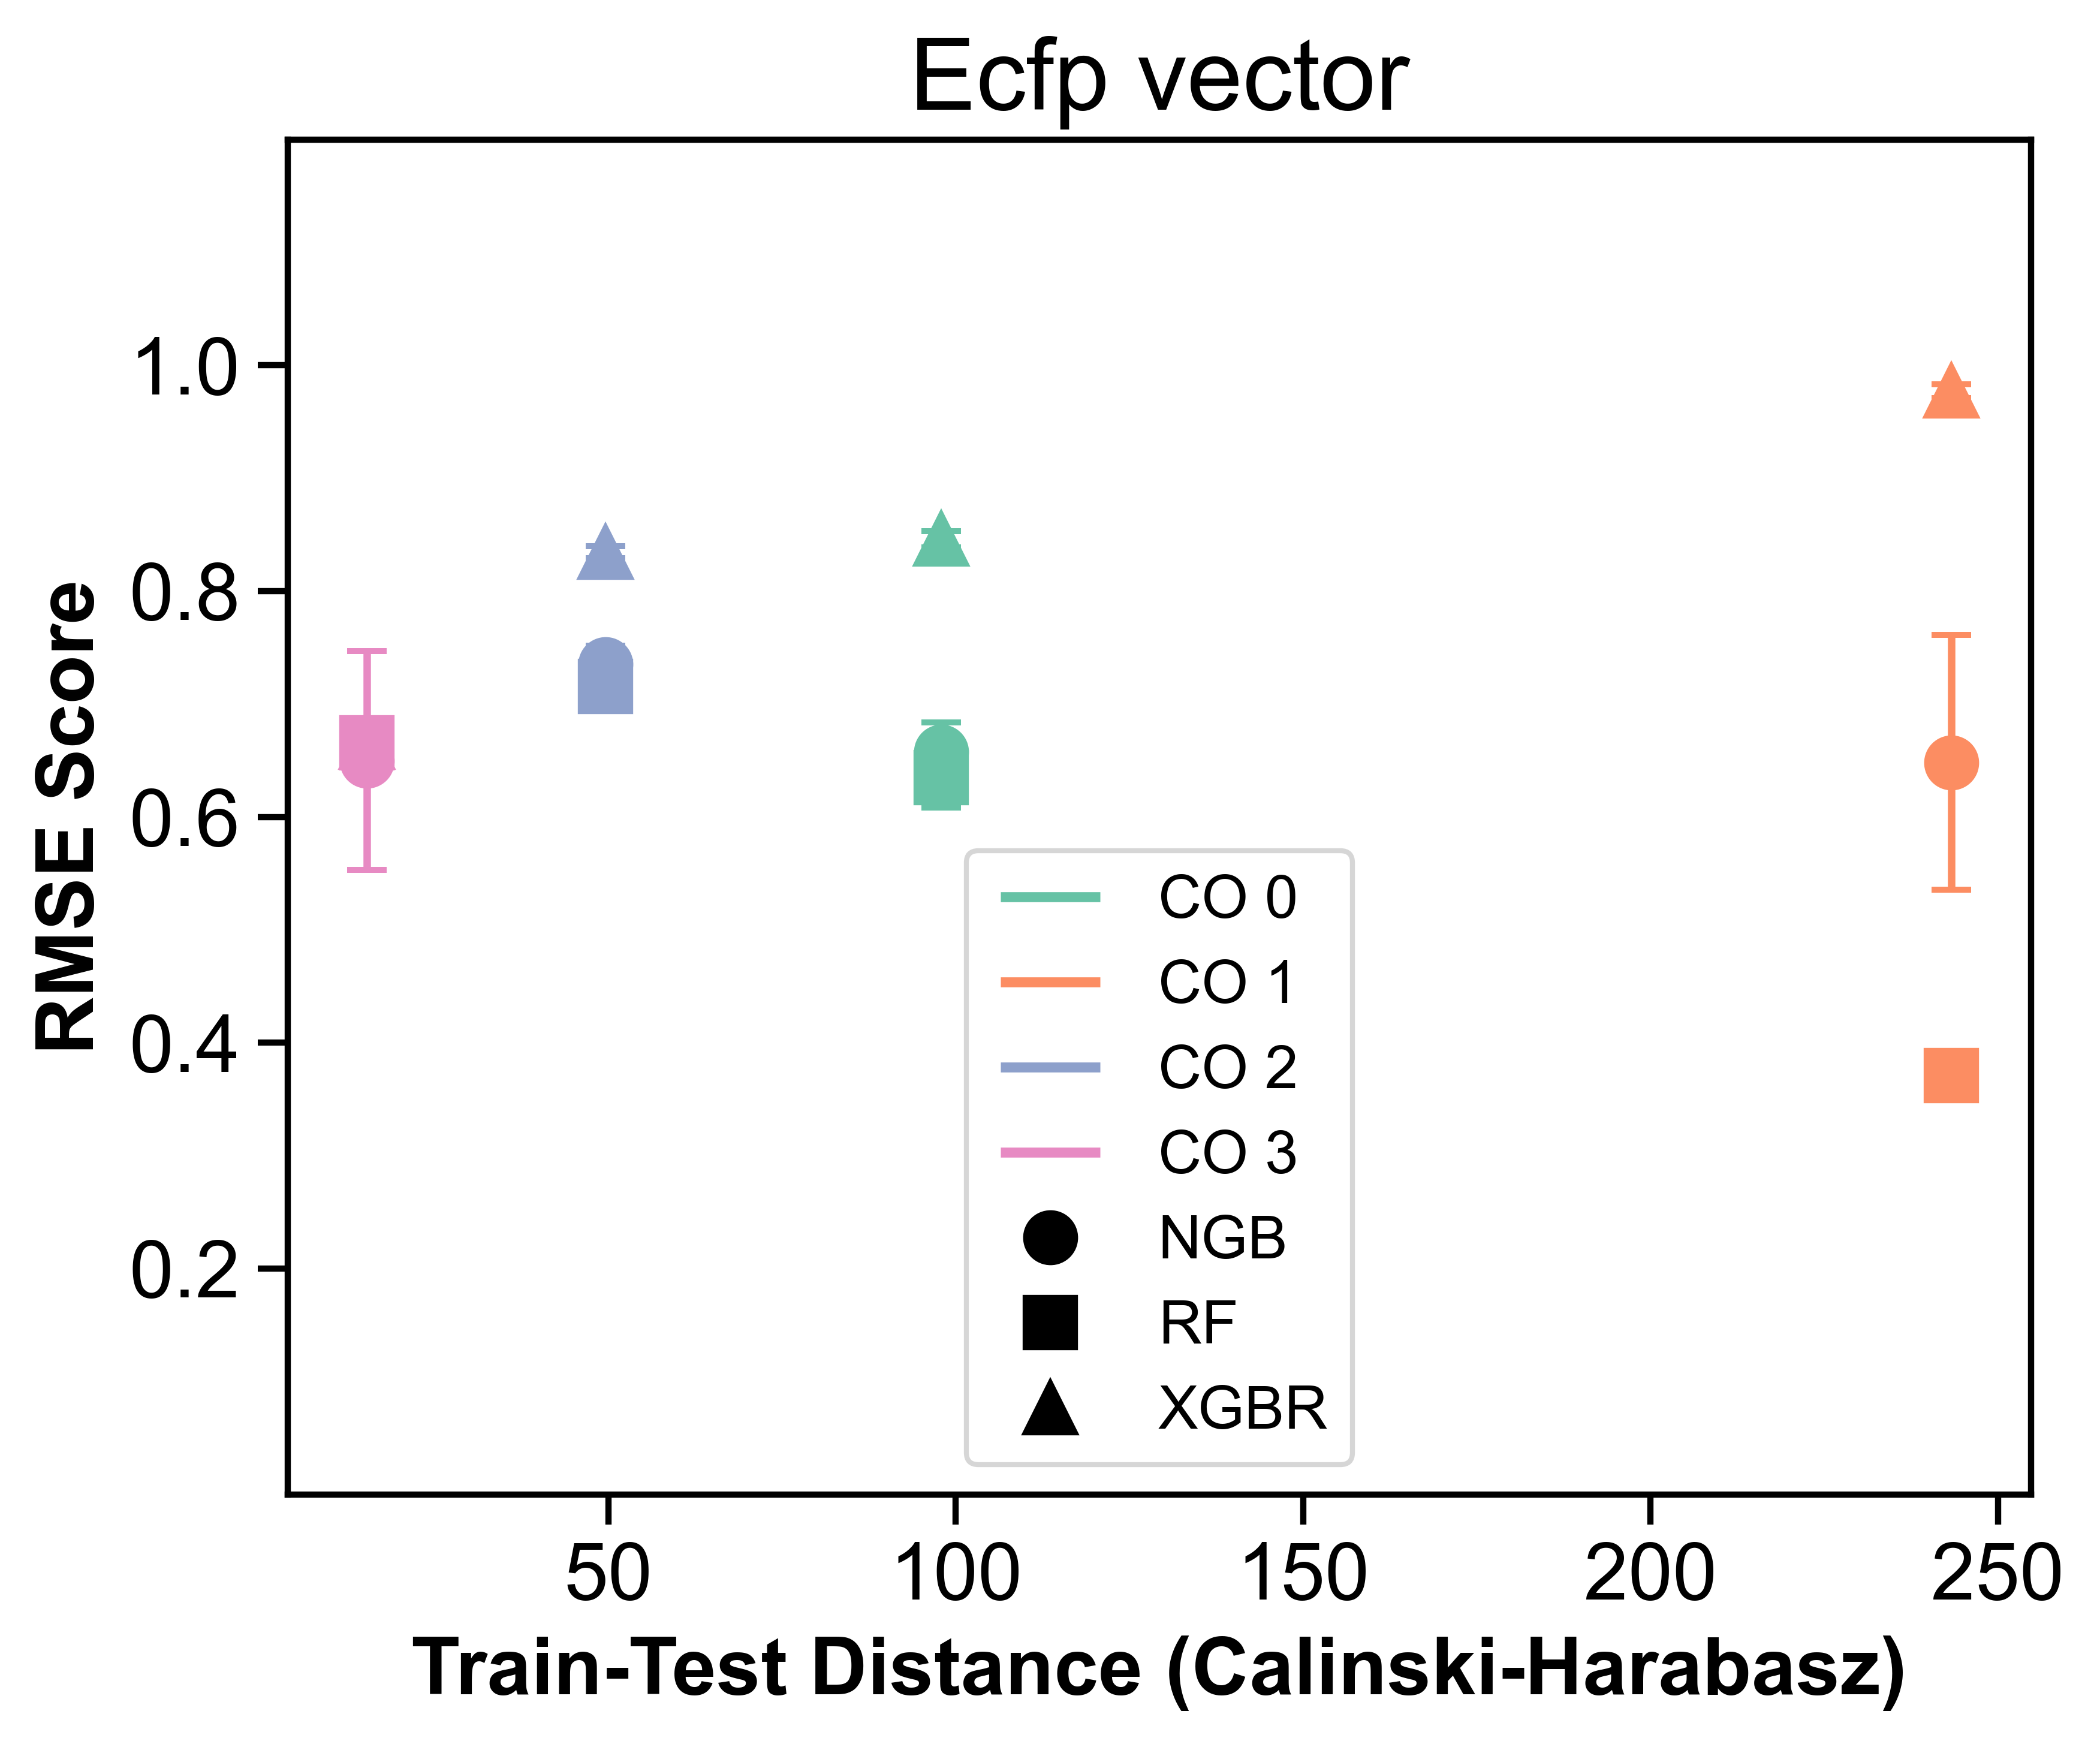 Ecfp vector
RMSE Score
1.0
0.8
0.6
0.4
0.2
CO 0
CO 1
CO 2
CO 3
NGB
RF
XGBR
50 100 150 200 250
Train-Test Distance (Calinski-Harabasz)